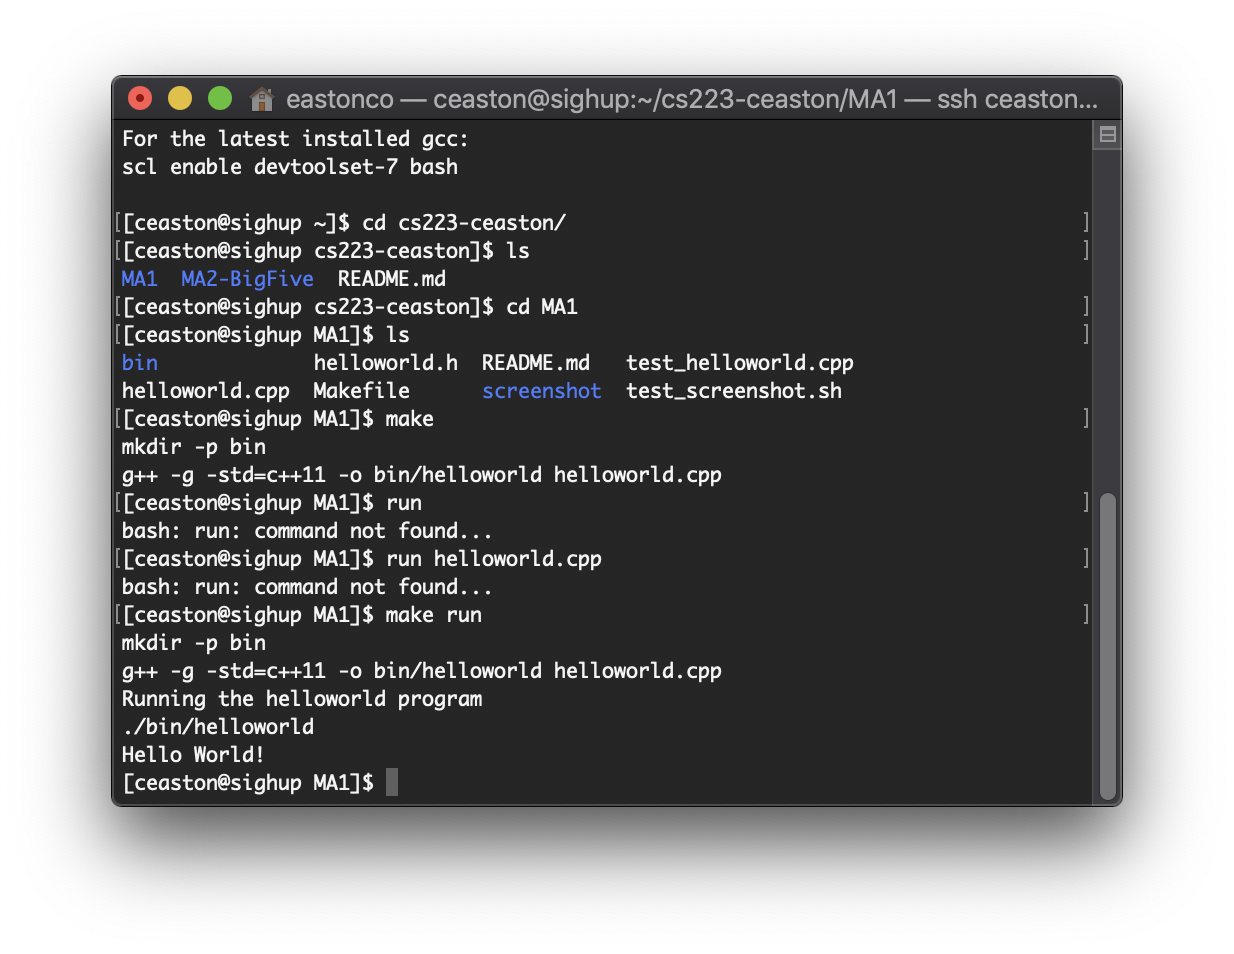 eastonco — ceaston@sighup:~/cs223-ceaston/MA1 — ssh ceaston...
For the latest installed gcc:
scl enable devtoolset-7 bash
[[ceaston@sighup ~]$ cd cs223-ceaston/ ]
[[ceaston@sighup cs223-ceaston]$ ls ]
MA1  MA2-BigFive  README.md
[[ceaston@sighup cs223-ceaston]$ cd MA1 ]
[[ceaston@sighup MA1]$ ls ]
bin             helloworld.h  README.md   test_helloworld.cpp
helloworld.cpp  Makefile      screenshot  test_screenshot.sh
[[ceaston@sighup MA1]$ make ]
mkdir -p bin
g++ -g -std=c++11 -o bin/helloworld helloworld.cpp
[[ceaston@sighup MA1]$ run ]
bash: run: command not found...
[[ceaston@sighup MA1]$ run helloworld.cpp ]
bash: run: command not found...
[[ceaston@sighup MA1]$ make run ]
mkdir -p bin
g++ -g -std=c++11 -o bin/helloworld helloworld.cpp
Running the helloworld program
./bin/helloworld
Hello World!
[ceaston@sighup MA1]$